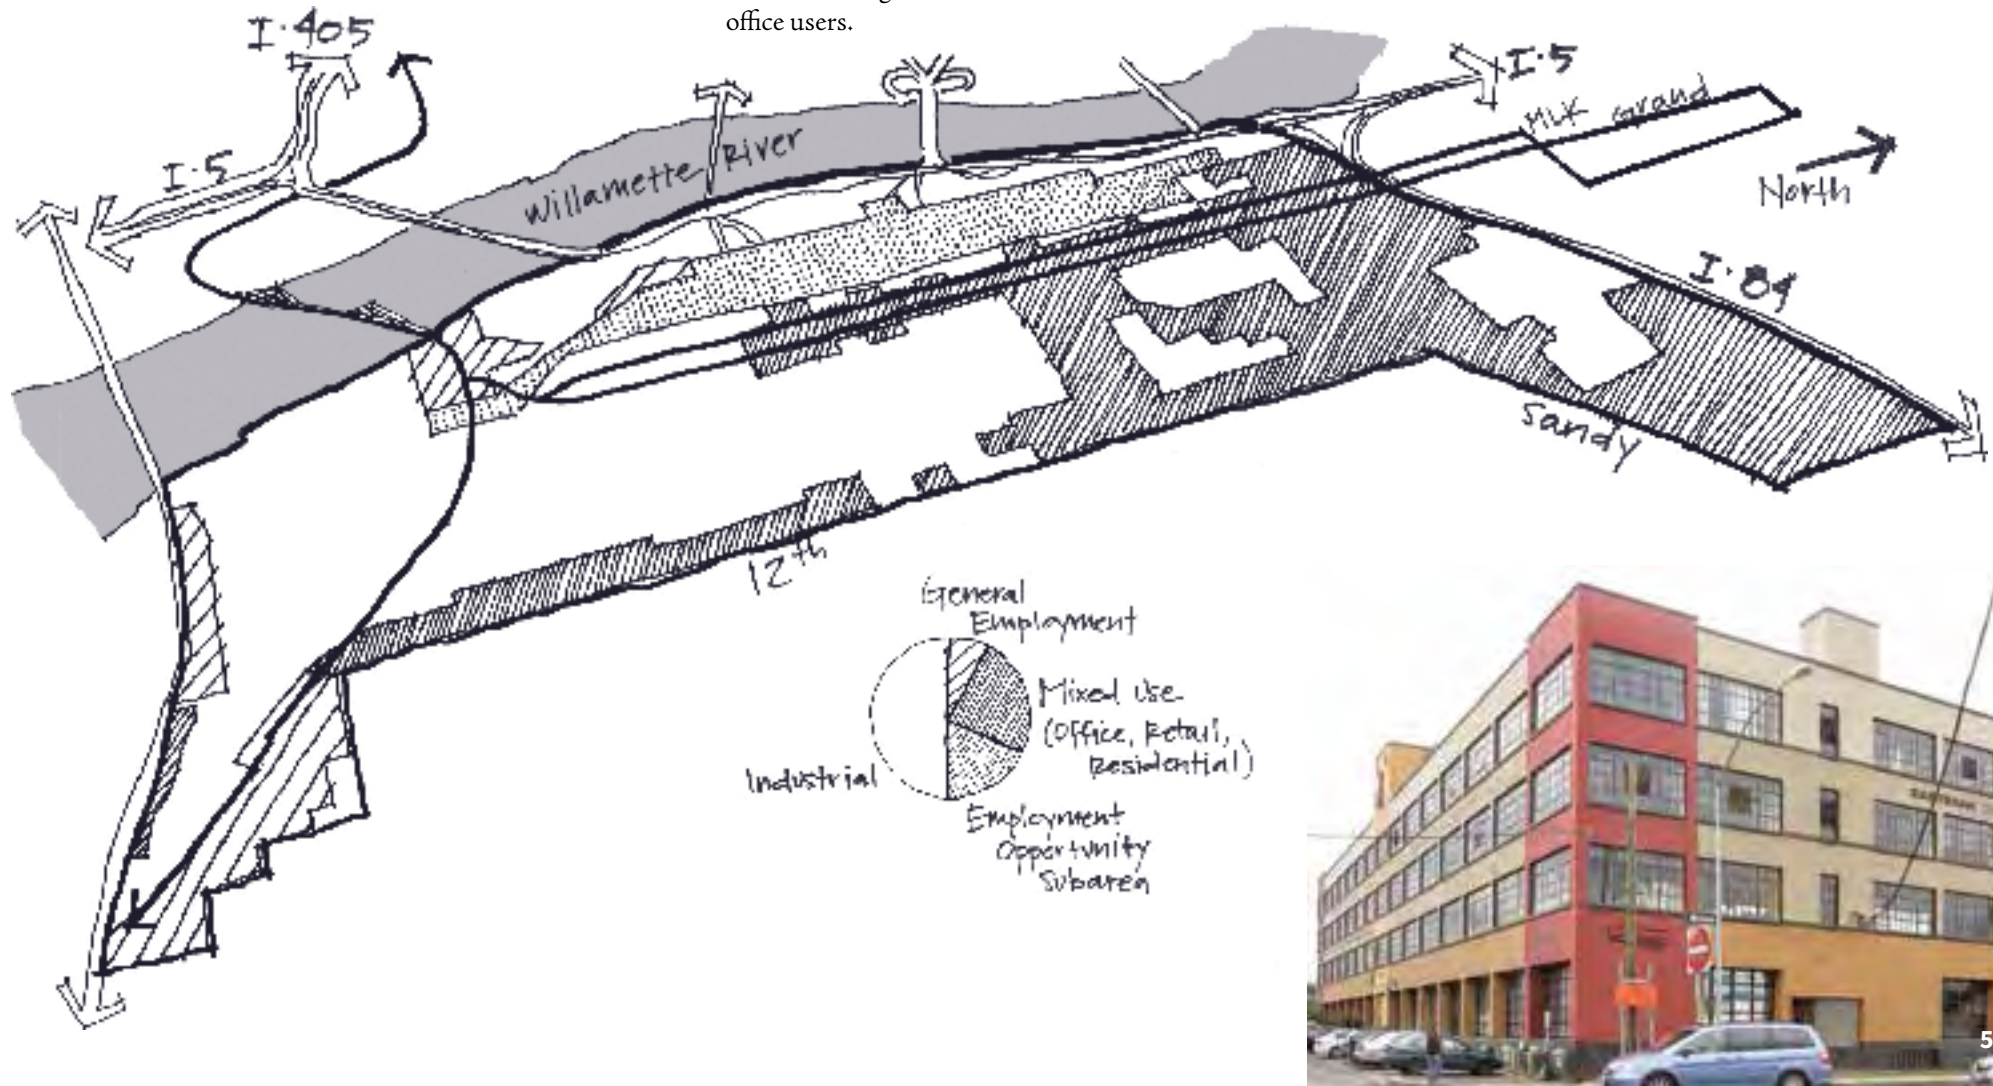 office users.
I-405
I-5
I-5
MLK Grand
Willamette River
North
I-84
Sandy
12th
General
Employment
Mixed Use
(Office, Retail,
Residential)
Industrial
Employment
Opportunity
Subarea
5